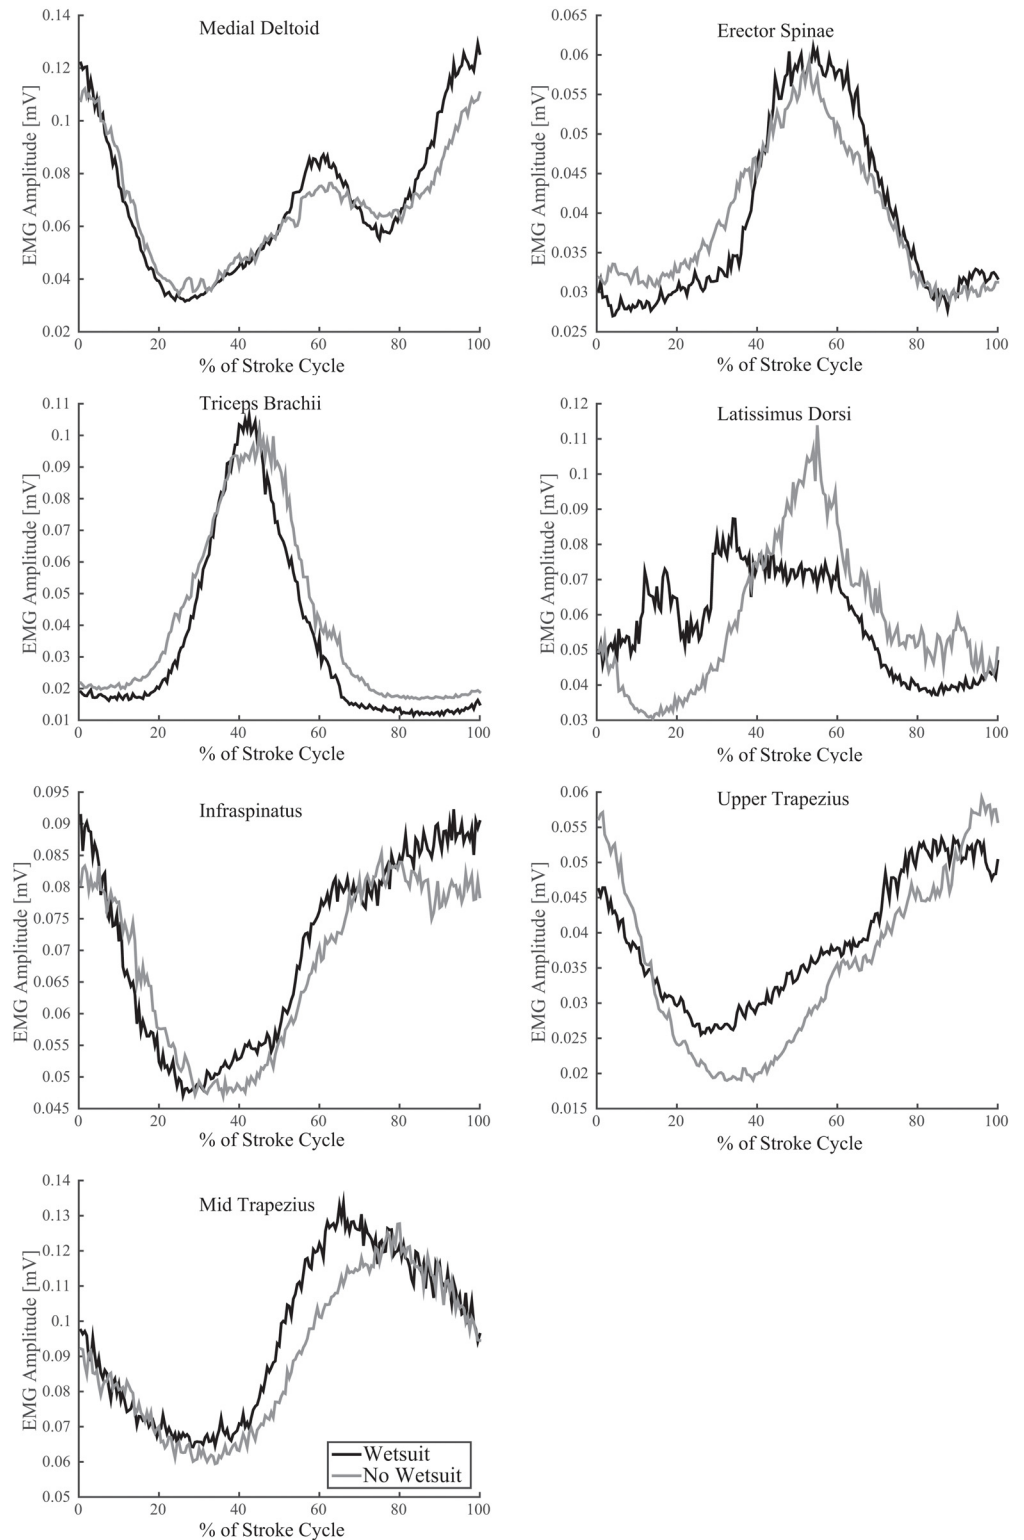 Medial Deltoid
EMG Amplitude [mV]
0.14
0.12
0.1
0.08
0.06
0.04
0.02
0 20 40 60 80 100
% of Stroke Cycle
Erector Spinae
EMG Amplitude [mV]
0.065
0.06
0.055
0.05
0.045
0.04
0.035
0.03
0.025
0 20 40 60 80 100
% of Stroke Cycle
Triceps Brachii
EMG Amplitude [mV]
0.11
0.1
0.09
0.08
0.07
0.06
0.05
0.04
0.03
0.02
0.01
0 20 40 60 80 100
% of Stroke Cycle
Latissimus Dorsi
EMG Amplitude [mV]
0.12
0.11
0.1
0.09
0.08
0.07
0.06
0.05
0.04
0.03
0 20 40 60 80 100
% of Stroke Cycle
Infraspinatus
EMG Amplitude [mV]
0.095
0.09
0.085
0.08
0.075
0.07
0.065
0.06
0.055
0.05
0.045
0 20 40 60 80 100
% of Stroke Cycle
Upper Trapezius
EMG Amplitude [mV]
0.06
0.055
0.05
0.045
0.04
0.035
0.03
0.025
0.02
0.015
0 20 40 60 80 100
% of Stroke Cycle
Mid Trapezius
EMG Amplitude [mV]
0.14
0.13
0.12
0.11
0.1
0.09
0.08
0.07
0.06
0.05
0 20 40 60 80 100
% of Stroke Cycle
Wetsuit
No Wetsuit